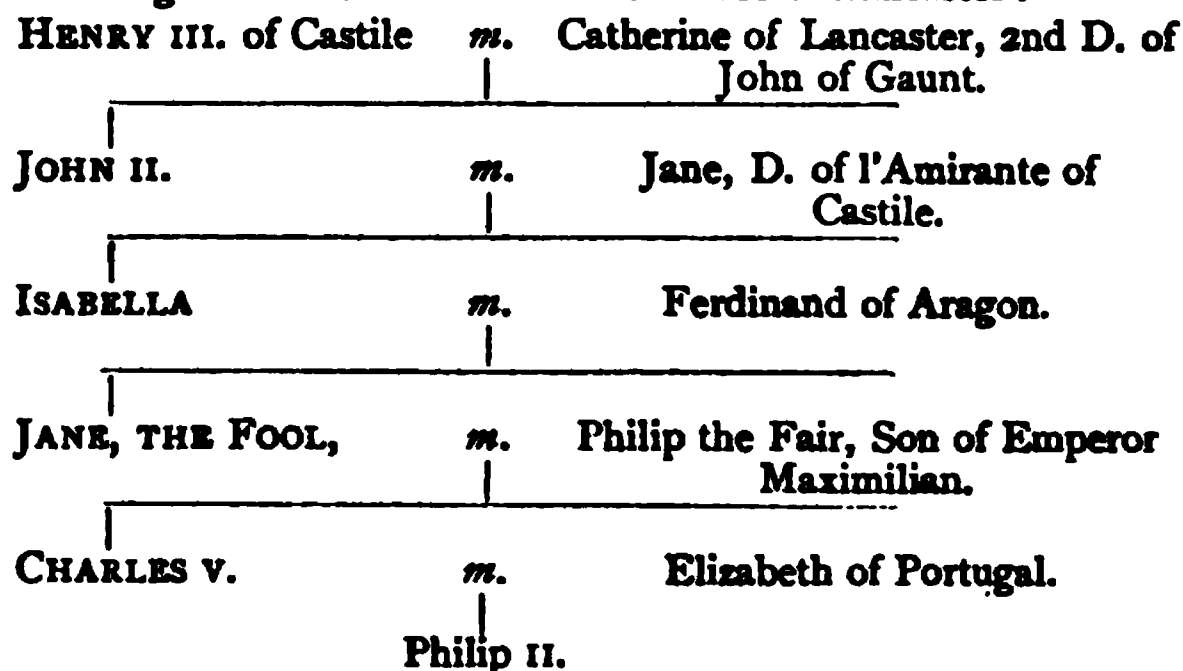 HENRY III. of Castile m. Catherine of Lancaster, 2nd D. of
John of Gaunt.
JOHN II. m. Jane, D. of l'Amirante of
Castile.
ISABELLA m. Ferdinand of Aragon.
JANE, THE FOOL, m. Philip the Fair, Son of Emperor
Maximilian.
CHARLES V. m. Elizabeth of Portugal.
Philip II.